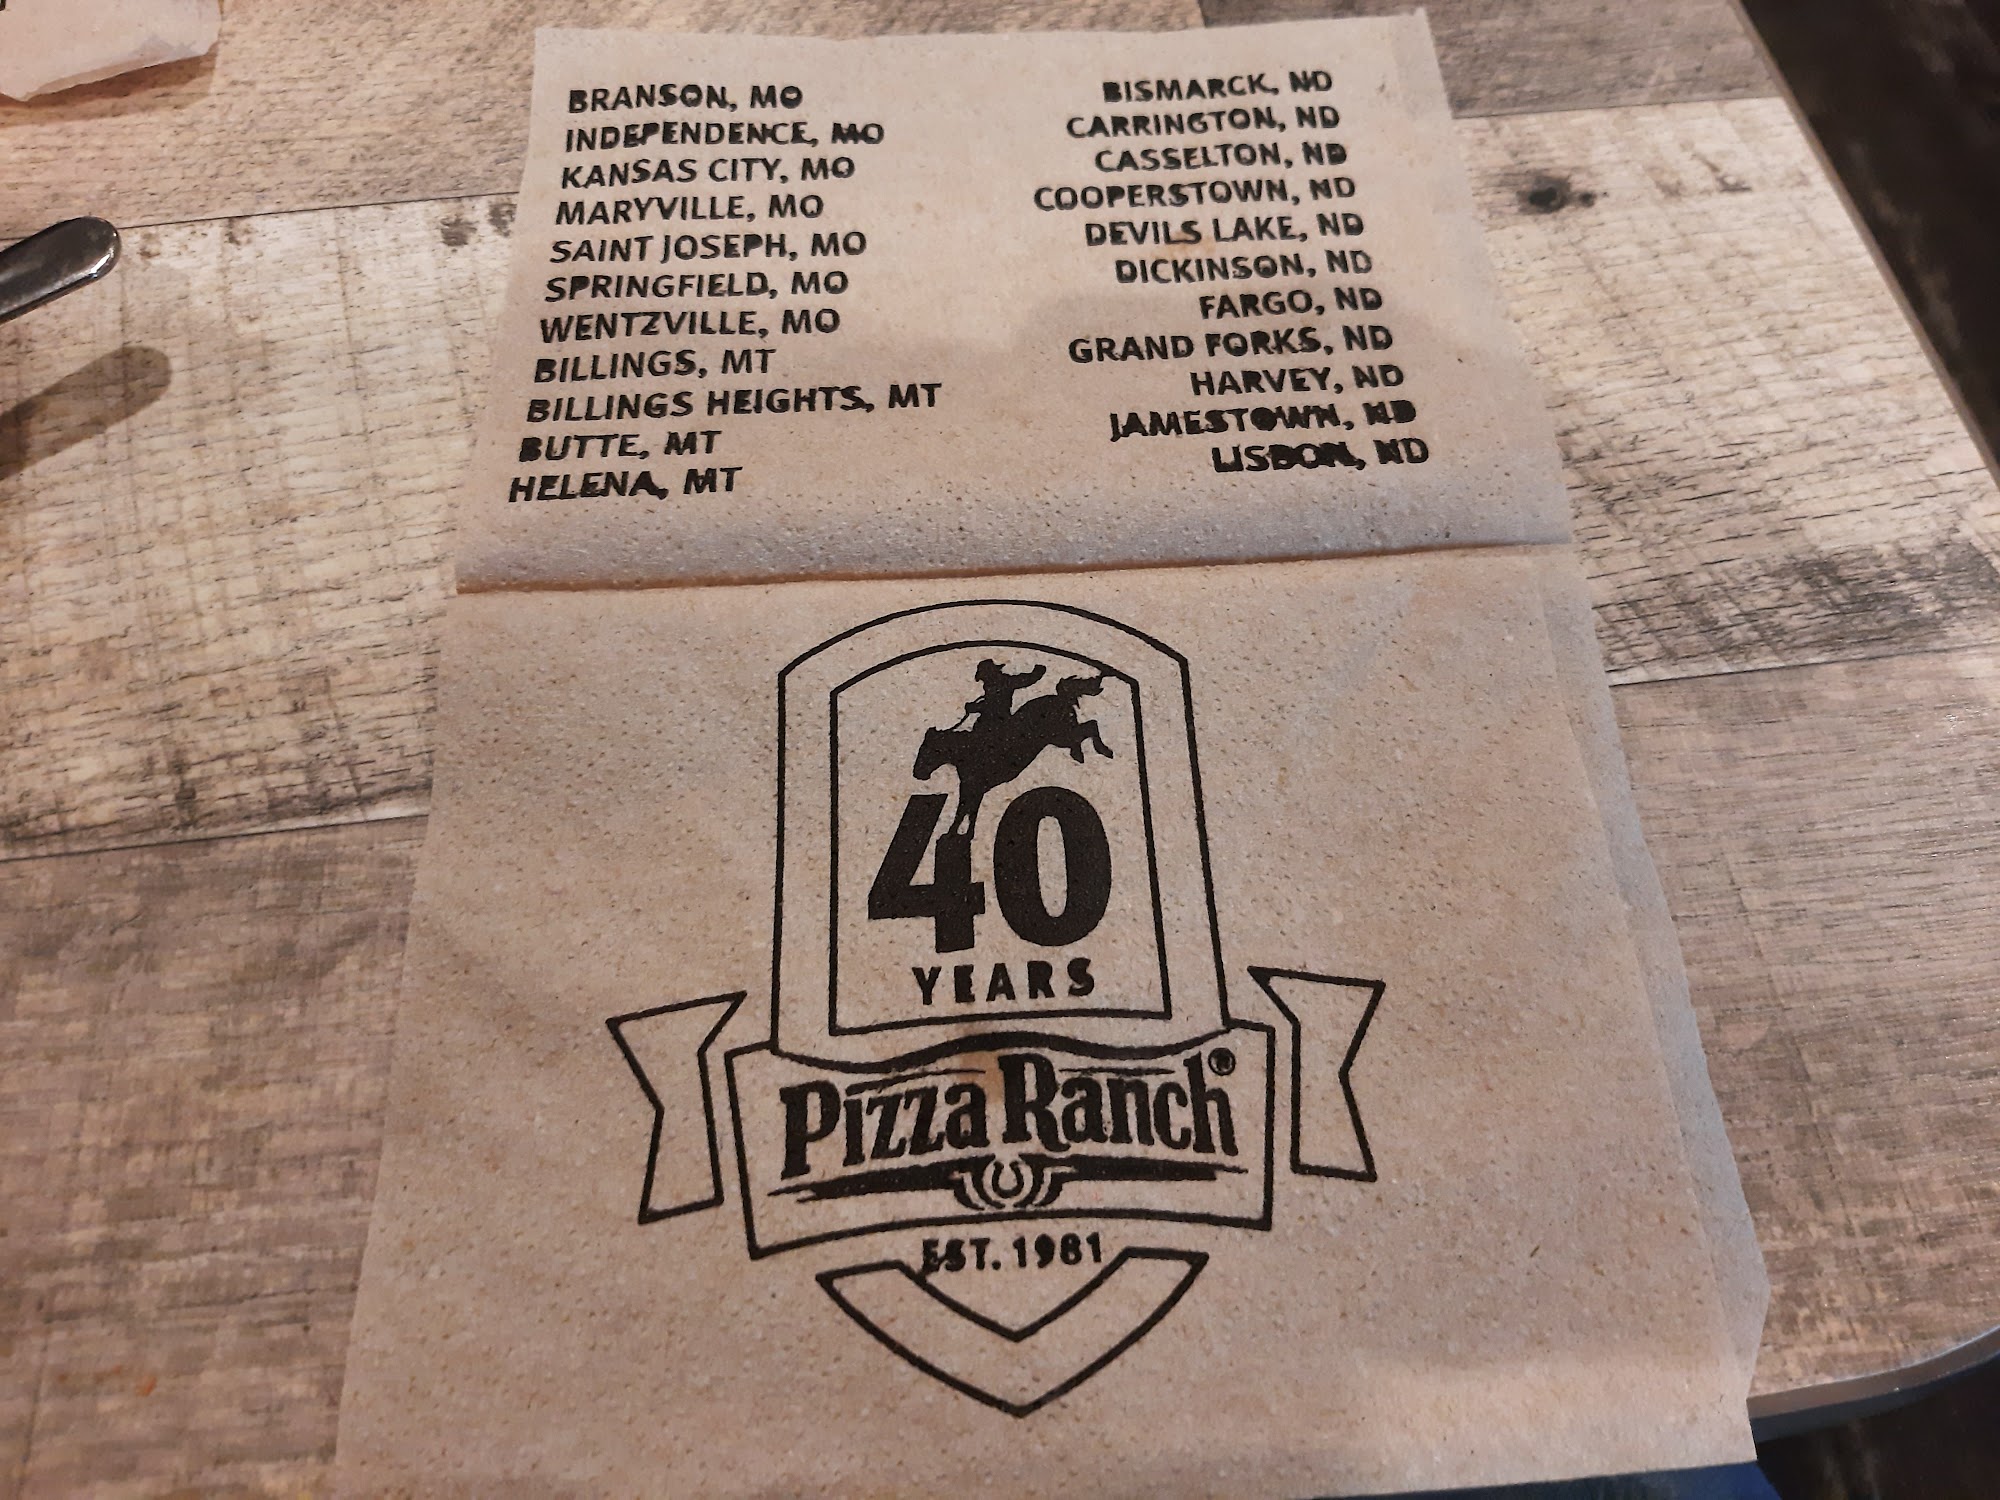 BRANSON, MO
INDEPENDENCE, MO
KANSAS CITY, MO
MARYVILLE, MO
SAINT JOSEPH, MO
SPRINGFIELD, MO
WENTZVILLE, MO
BILLINGS, MT
BILLINGS HEIGHTS, MT
BUTTE, MT
HELENA, MT
BISMARCK, ND
CARRINGTON, ND
CASSELTON, ND
COOPERSTOWN, ND
DEVILS LAKE, ND
DICKINSON, ND
FARGO, ND
GRAND FORKS, ND
HARVEY, ND
JAMESTOWN, ND
LISBON, ND
40
YEARS
Pizza Ranch®
EST. 1981